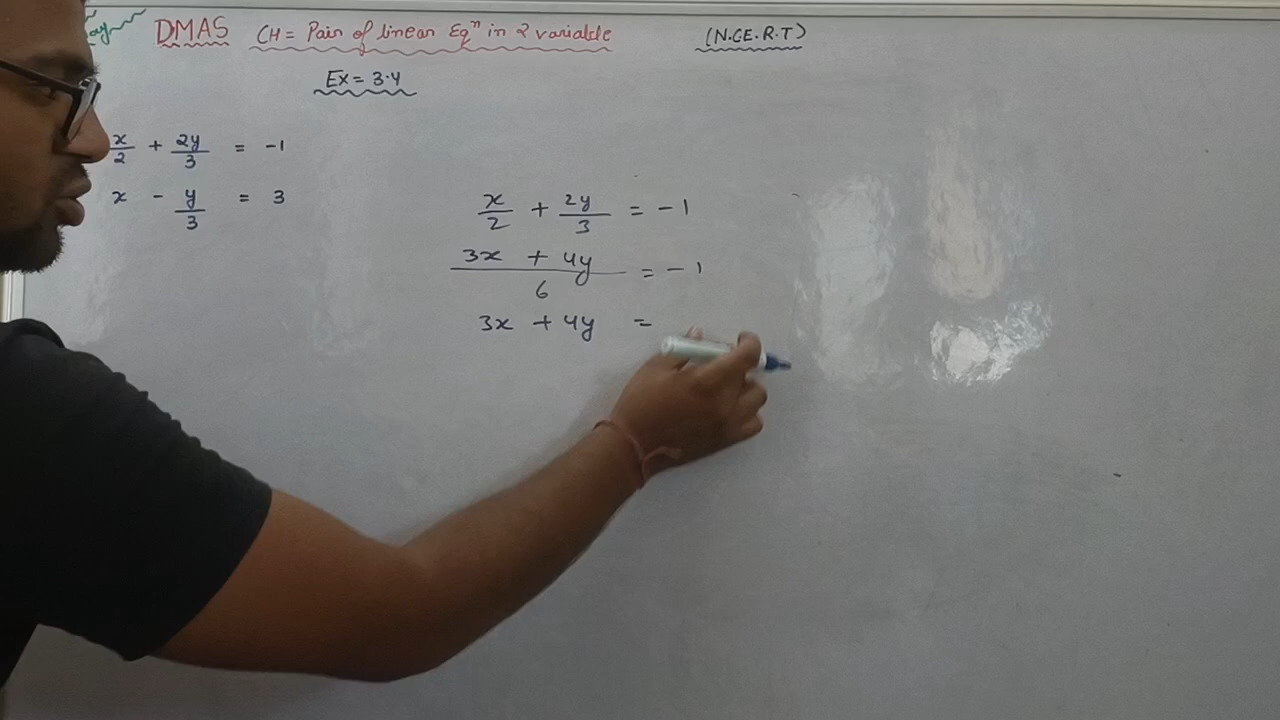 DMAS CH = Pair of linear Eqⁿ in 2 variable (N.C.E.R.T)
Ex = 3.4
x/2 + 2y/3 = -1
x - y/3 = 3
x/2 + 2y/3 = -1
3x + 4y / 6 = -1
3x + 4y =